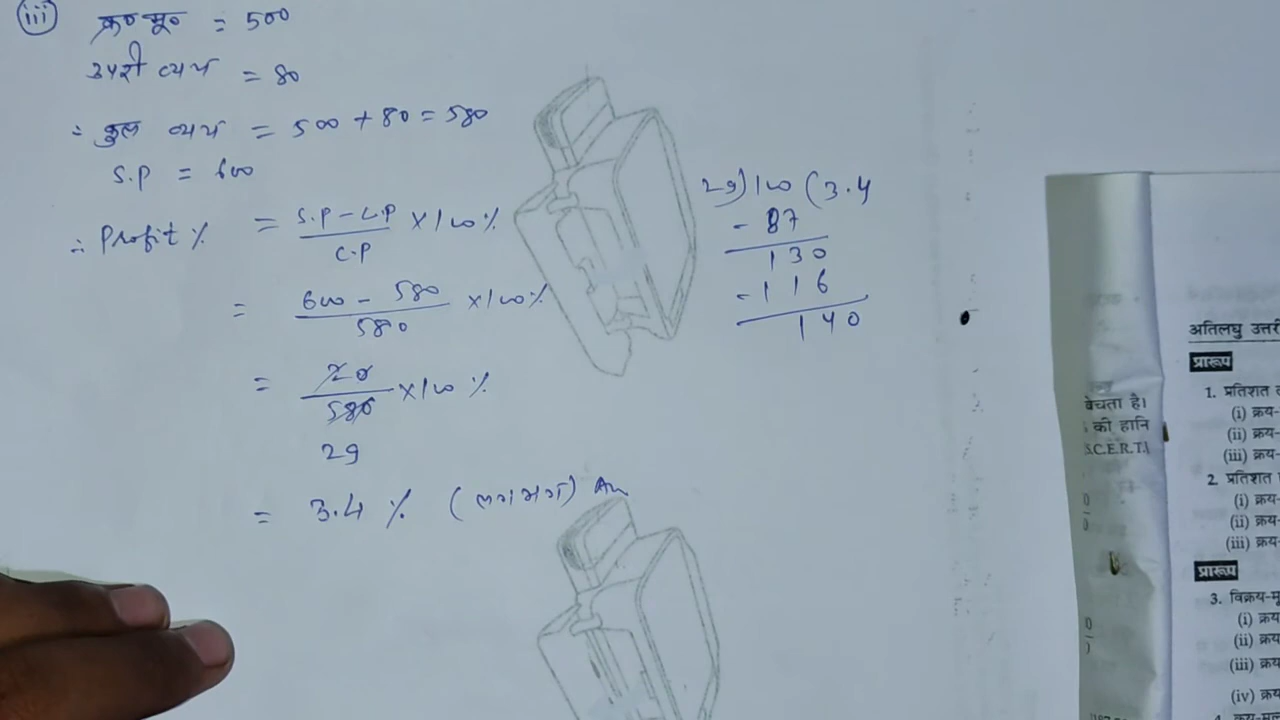 (iii) क्र० मू० = 500
उपरी व्यय = 80
∴ कुल व्यय = 500 + 80 = 580
S.P = 600
∴ Profit % = S.P - C.P / C.P × 100 %
= 600 - 580 / 580 × 100 %
= 20 / 580 × 100 %
29
= 3.4 % (लगभग) Ans
29) 100 (3.4
- 87
130
- 116
140
बेचता है।
की हानि
S.C.E.R.T.]
अतिलघु उत्तरी
प्रारूप
1. प्रतिशत
(i) क्रय-
(ii) क्रय-
(iii) क्रय-
2. प्रतिशत
(i) क्रय-
(ii) क्रय-
(iii) क्रय-
प्रारूप
3. विक्रय-मू
(i) क्रय
(ii) क्रय
(iii) क्रय
(iv) क्रय